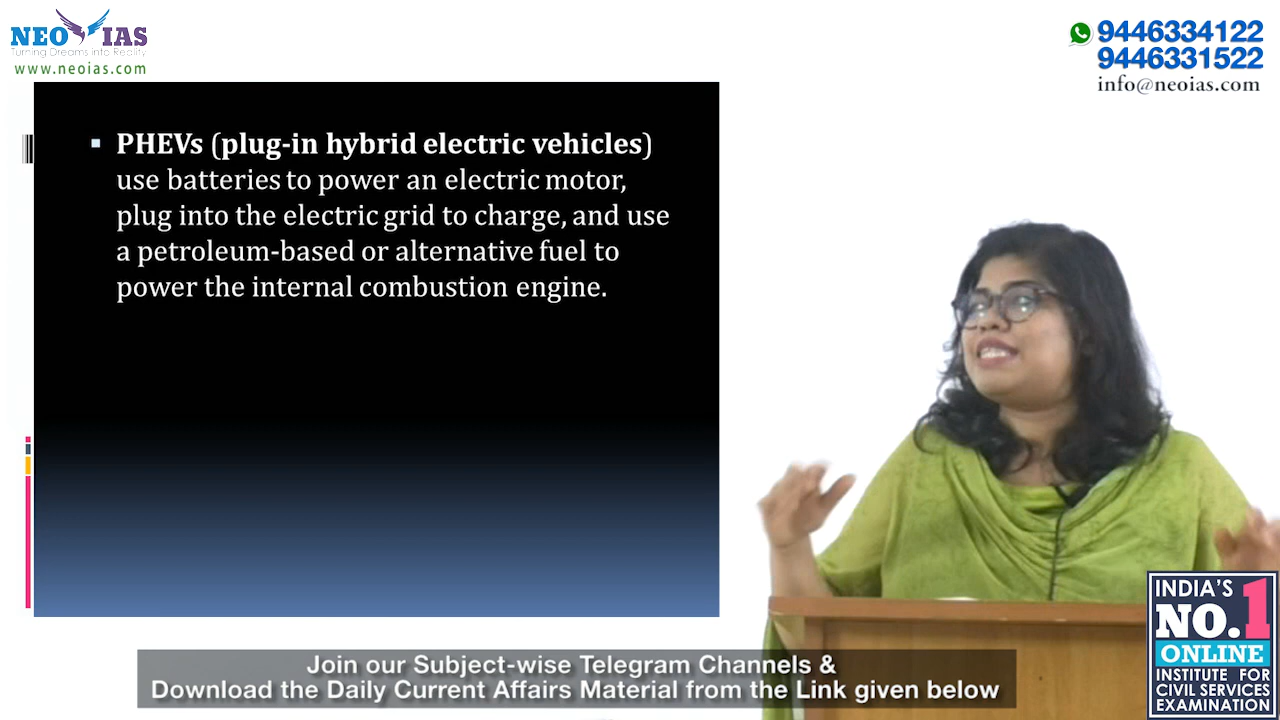 NEO IAS
Turning Dreams Into Reality
www.neoias.com
9446334122
9446331522
info@neoias.com
PHEVs (plug-in hybrid electric vehicles)
use batteries to power an electric motor,
plug into the electric grid to charge, and use
a petroleum-based or alternative fuel to
power the internal combustion engine.
INDIA'S
NO.1
ONLINE
INSTITUTE FOR
CIVIL SERVICES
EXAMINATION
Join our Subject-wise Telegram Channels &
Download the Daily Current Affairs Material from the Link given below